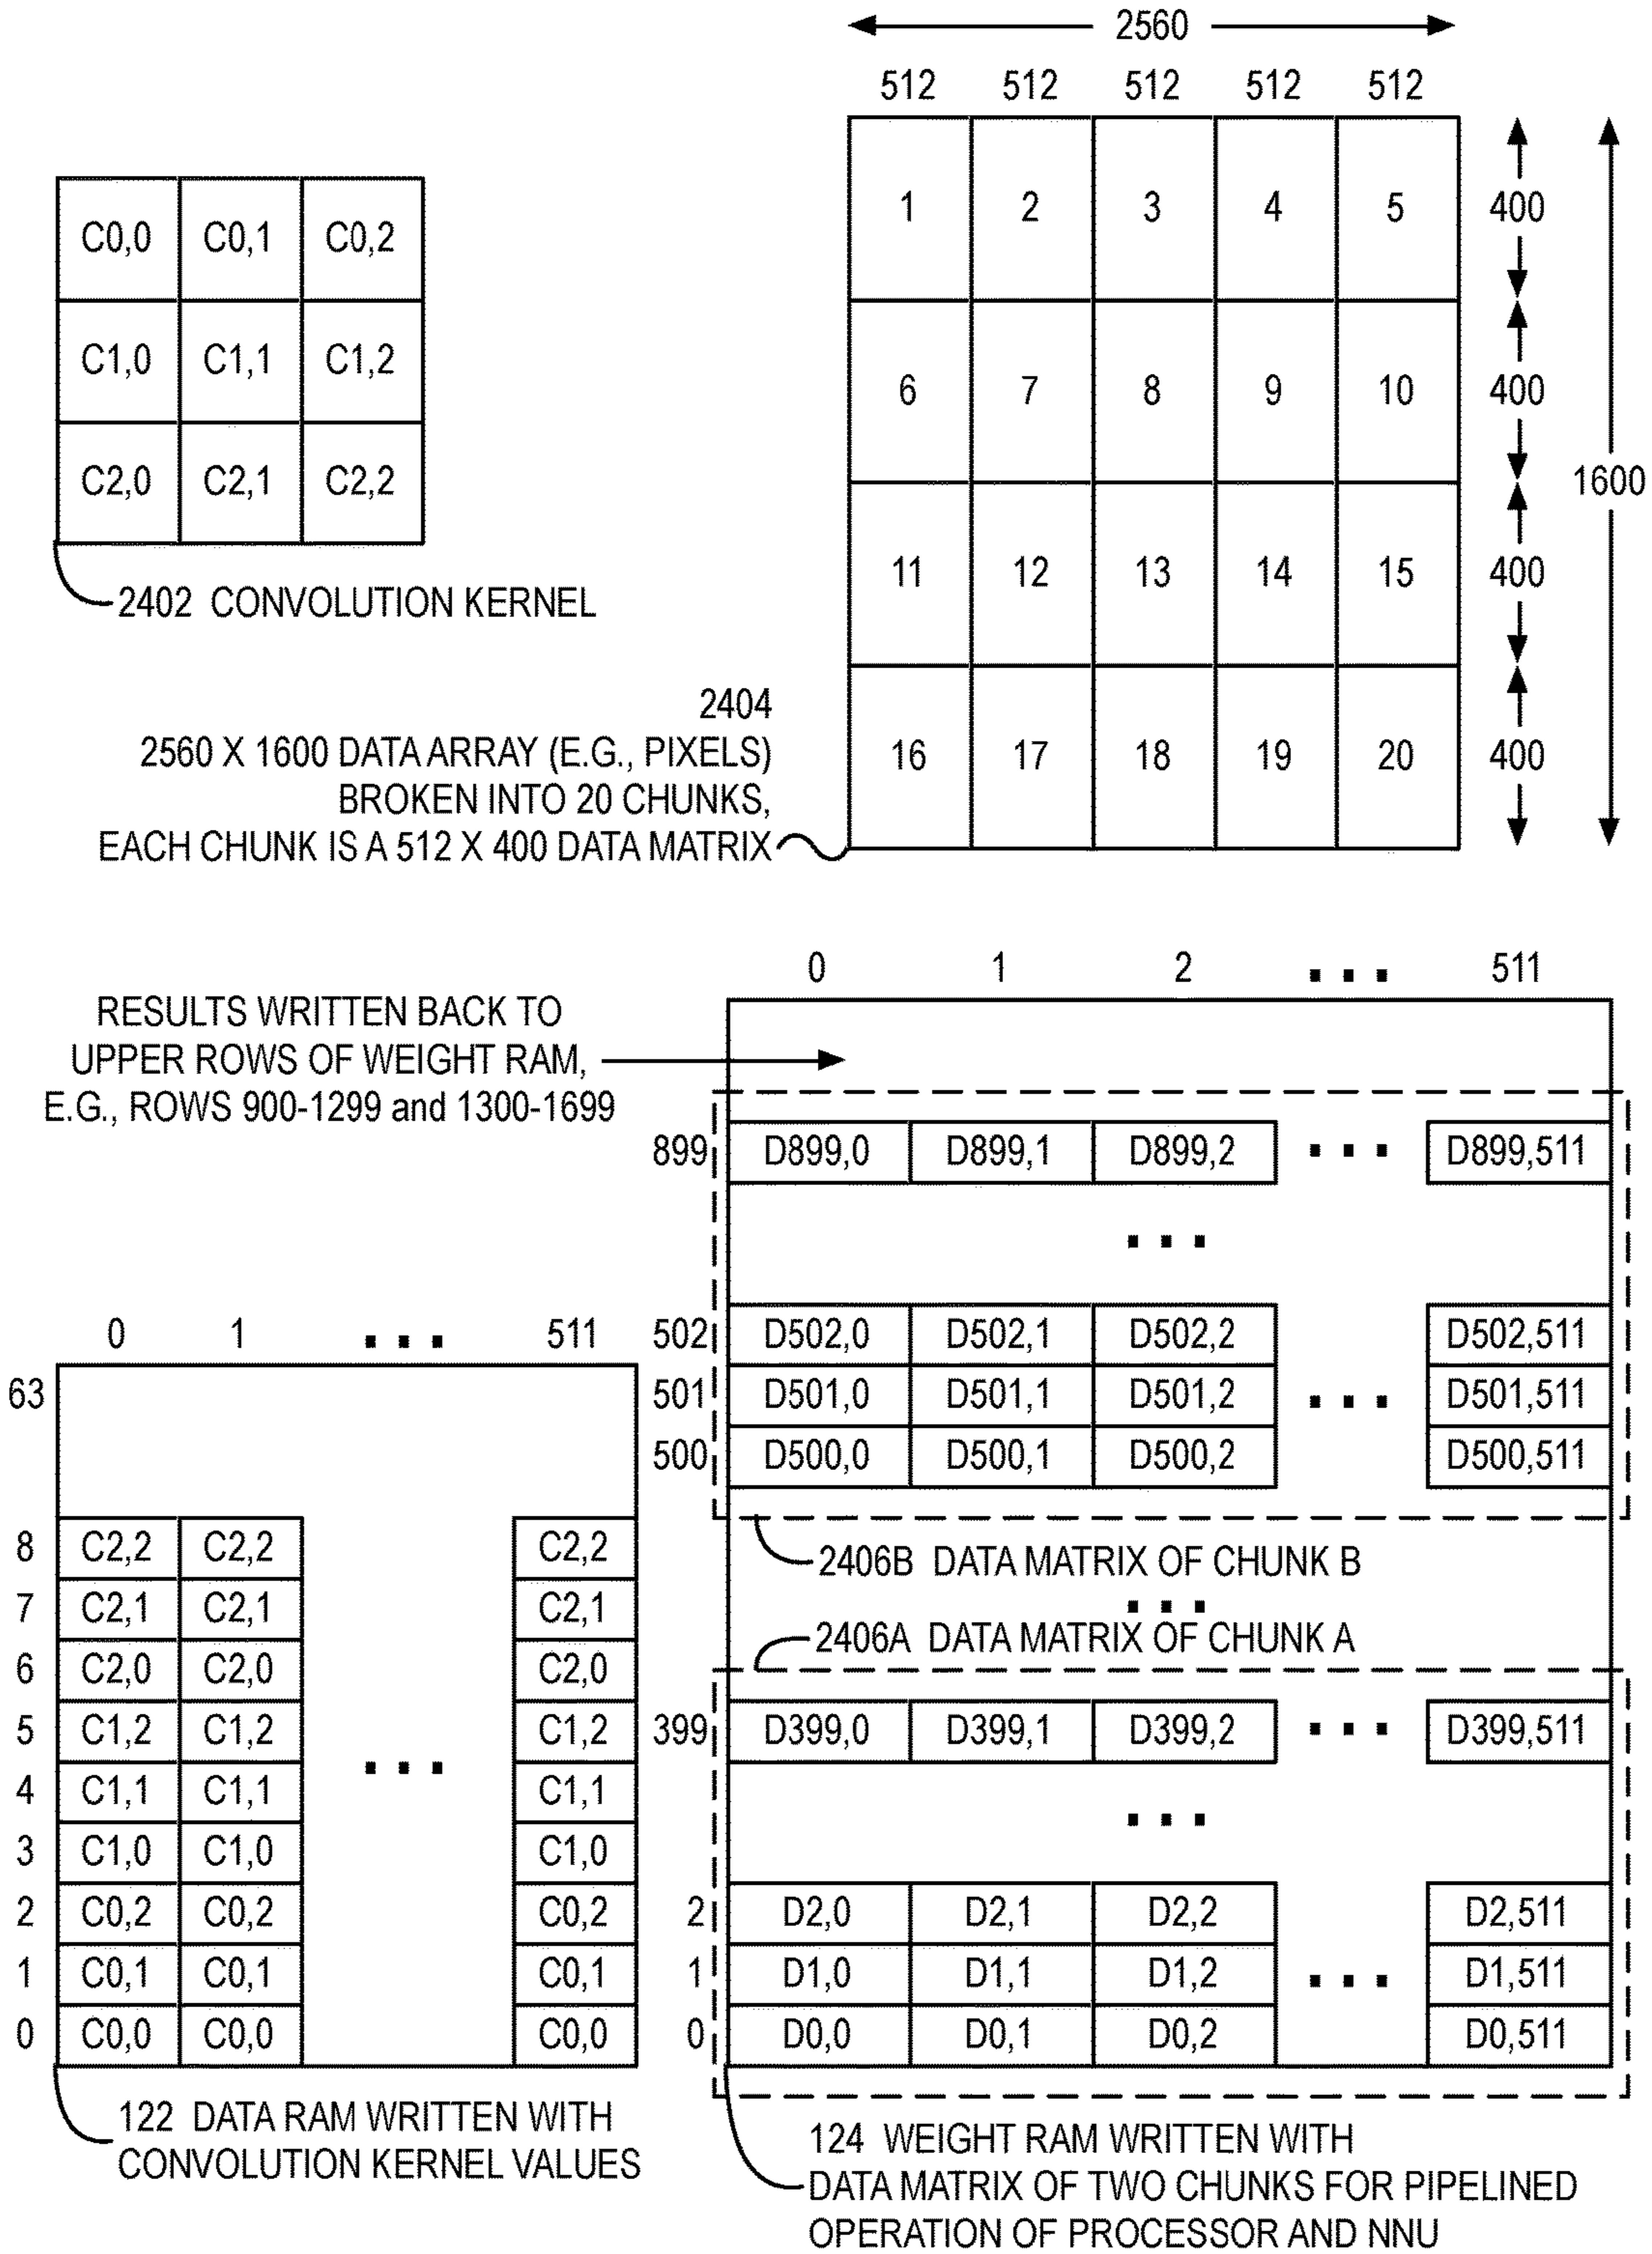 2560
512 512 512 512 512
1 2 3 4 5 400
6 7 8 9 10 400
1600
11 12 13 14 15 400
16 17 18 19 20 400
C0,0 C0,1 C0,2
C1,0 C1,1 C1,2
C2,0 C2,1 C2,2
2402 CONVOLUTION KERNEL
2404
2560 X 1600 DATA ARRAY (E.G., PIXELS)
BROKEN INTO 20 CHUNKS,
EACH CHUNK IS A 512 X 400 DATA MATRIX
RESULTS WRITTEN BACK TO
UPPER ROWS OF WEIGHT RAM,
E.G., ROWS 900-1299 and 1300-1699
0 1 2 ... 511
899 D899,0 D899,1 D899,2 ... D899,511
...
502 D502,0 D502,1 D502,2 D502,511
501 D501,0 D501,1 D501,2 ... D501,511
500 D500,0 D500,1 D500,2 D500,511
2406B DATA MATRIX OF CHUNK B
...
2406A DATA MATRIX OF CHUNK A
399 D399,0 D399,1 D399,2 ... D399,511
...
2 D2,0 D2,1 D2,2 D2,511
1 D1,0 D1,1 D1,2 ... D1,511
0 D0,0 D0,1 D0,2 D0,511
124 WEIGHT RAM WRITTEN WITH
DATA MATRIX OF TWO CHUNKS FOR PIPELINED
OPERATION OF PROCESSOR AND NNU
0 1 ... 511
63
8 C2,2 C2,2 C2,2
7 C2,1 C2,1 C2,1
6 C2,0 C2,0 C2,0
5 C1,2 C1,2 C1,2
...
4 C1,1 C1,1 C1,1
3 C1,0 C1,0 C1,0
2 C0,2 C0,2 C0,2
1 C0,1 C0,1 C0,1
0 C0,0 C0,0 C0,0
122 DATA RAM WRITTEN WITH
CONVOLUTION KERNEL VALUES